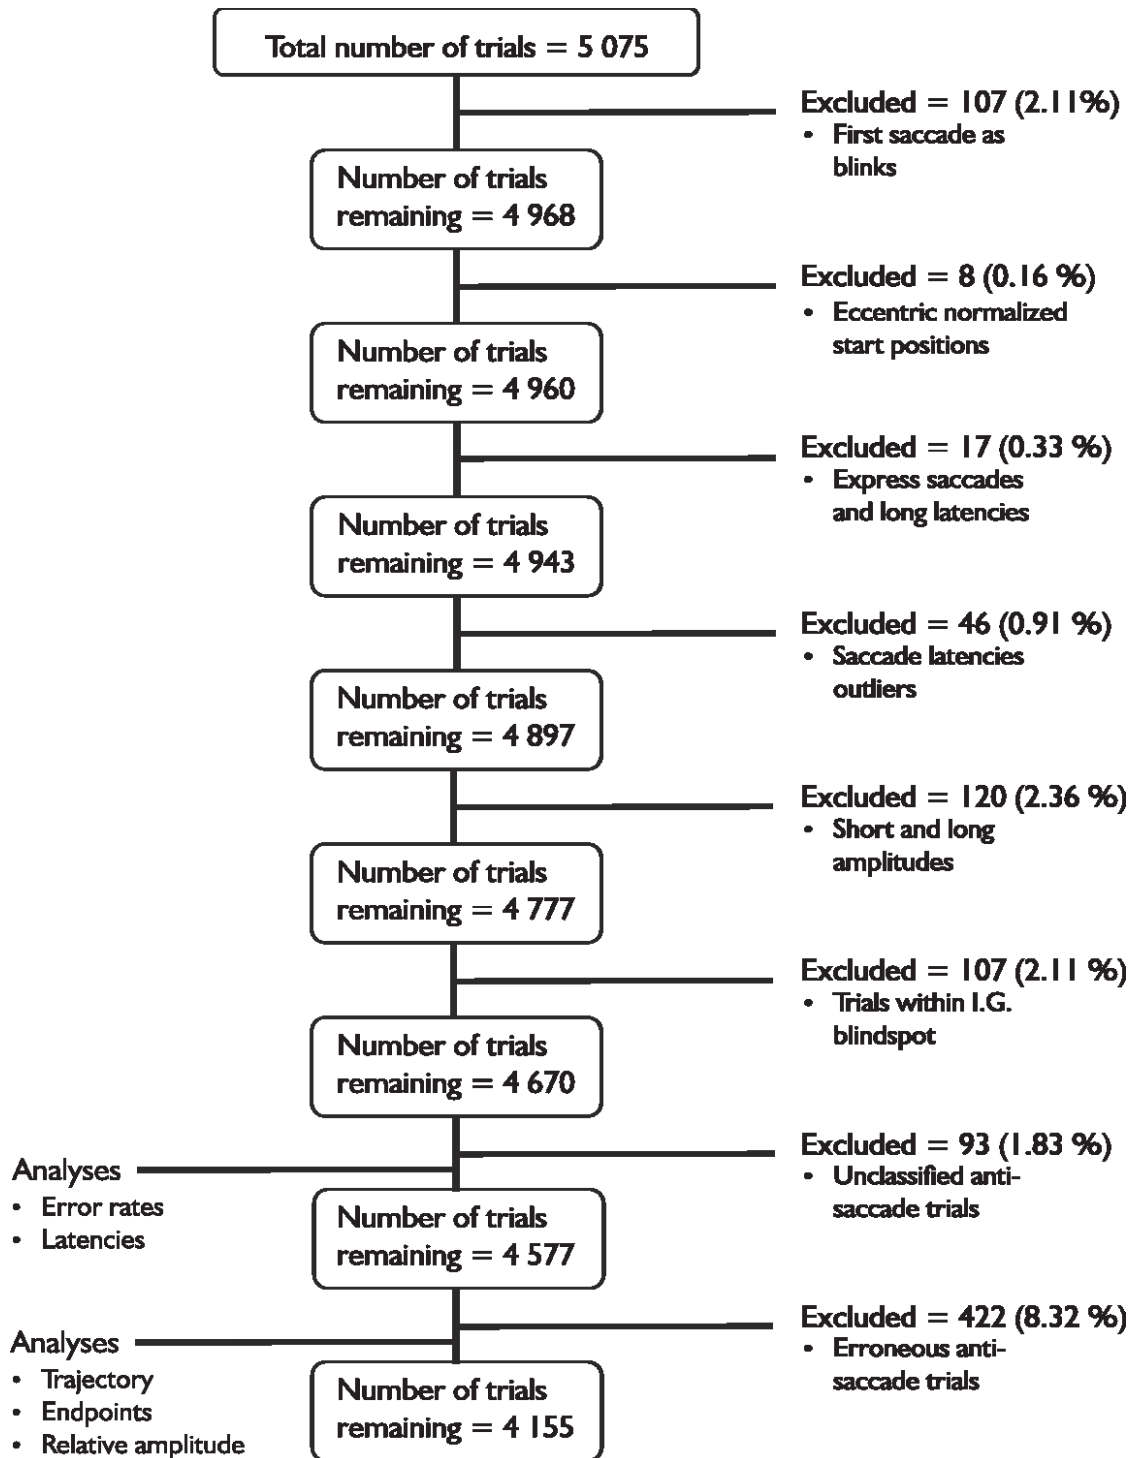 Total number of trials = 5 075
Excluded = 107 (2.11%)
• First saccade as
blinks
Number of trials
remaining = 4 968
Excluded = 8 (0.16 %)
• Eccentric normalized
start positions
Number of trials
remaining = 4 960
Excluded = 17 (0.33 %)
• Express saccades
and long latencies
Number of trials
remaining = 4 943
Excluded = 46 (0.91 %)
• Saccade latencies
outliers
Number of trials
remaining = 4 897
Excluded = 120 (2.36 %)
• Short and long
amplitudes
Number of trials
remaining = 4 777
Excluded = 107 (2.11 %)
• Trials within I.G.
blindspot
Number of trials
remaining = 4 670
Excluded = 93 (1.83 %)
• Unclassified anti-
saccade trials
Analyses
• Error rates
• Latencies
Number of trials
remaining = 4 577
Excluded = 422 (8.32 %)
• Erroneous anti-
saccade trials
Analyses
• Trajectory
• Endpoints
• Relative amplitude
Number of trials
remaining = 4 155